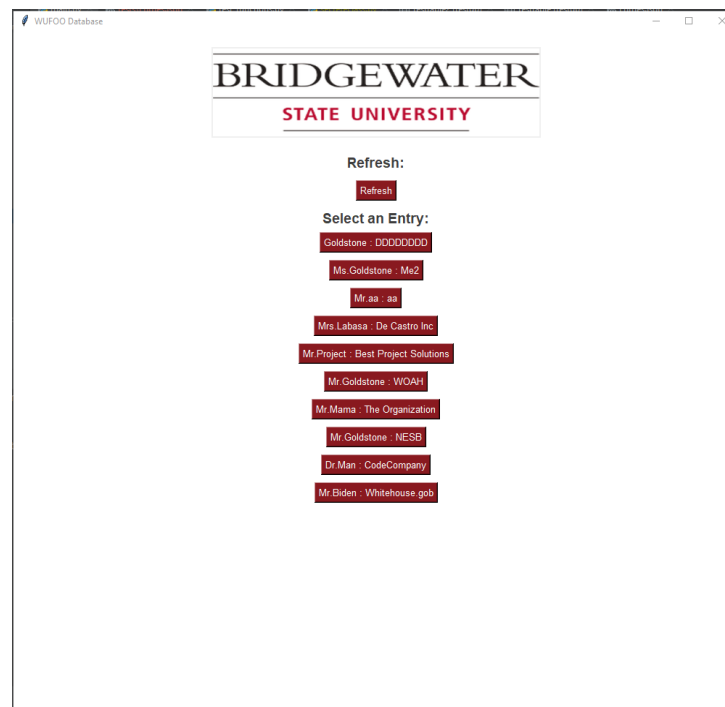 WUFOO Database
BRIDGEWATER
STATE UNIVERSITY
Refresh:
Refresh
Select an Entry:
Goldstone : DDDDDDDD
Ms.Goldstone : Me2
Mr.aa : aa
Mrs.Labasa : De Castro Inc
Mr.Project : Best Project Solutions
Mr.Goldstone : WOAH
Mr.Mama : The Organization
Mr.Goldstone : NESB
Dr.Man : CodeCompany
Mr.Biden : Whitehouse.gob